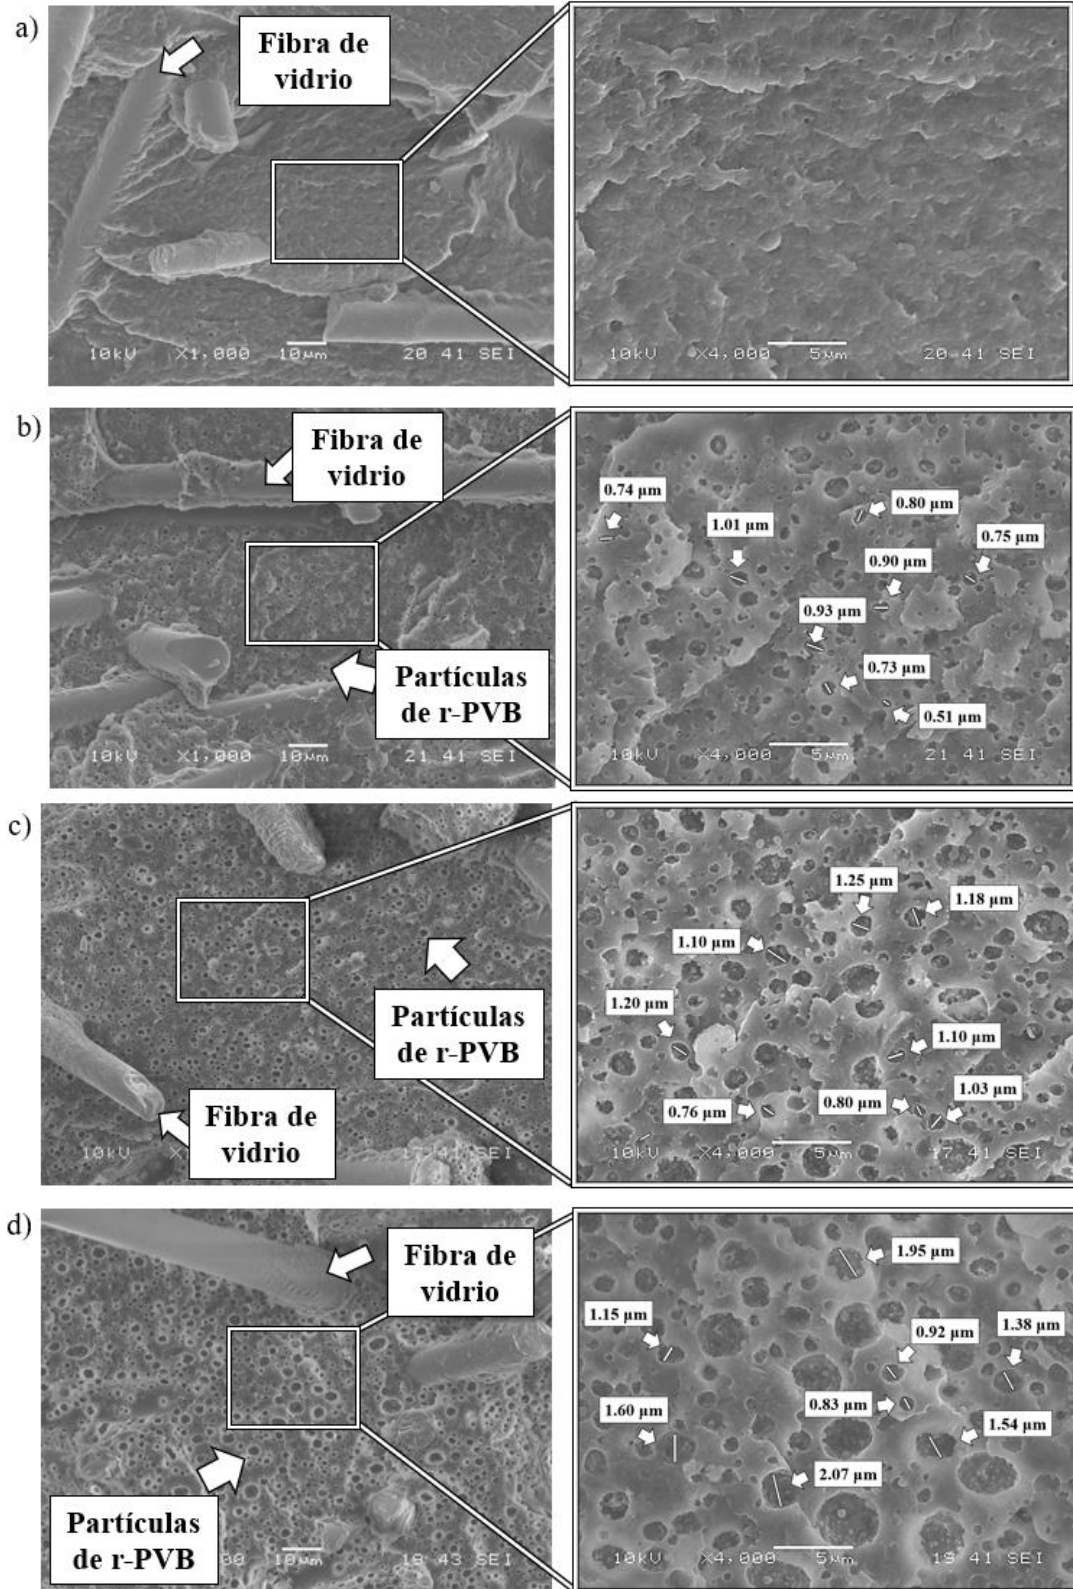 a)
Fibra de
vidrio
10kV X1,000 10μm 20 41 SEI
10kV X4,000 5μm 20 41 SEI
b)
Fibra de
vidrio
Partículas
de r-PVB
10kV X1,000 10μm 21 41 SEI
0.74 μm
1.01 μm
0.80 μm
0.75 μm
0.90 μm
0.93 μm
0.73 μm
0.51 μm
10kV X4,000 5μm 21 41 SEI
c)
Partículas
de r-PVB
Fibra de
vidrio
10kV 17 41 SEI
1.25 μm
1.18 μm
1.10 μm
1.20 μm
1.10 μm
1.03 μm
0.80 μm
0.76 μm
10kV X4,000 5μm 17 41 SEI
d)
Fibra de
vidrio
Partículas
de r-PVB
10μm 18 43 SEI
1.95 μm
1.15 μm
0.92 μm
1.38 μm
0.83 μm
1.60 μm
1.54 μm
2.07 μm
10kV X4,000 5μm 19 41 SEI